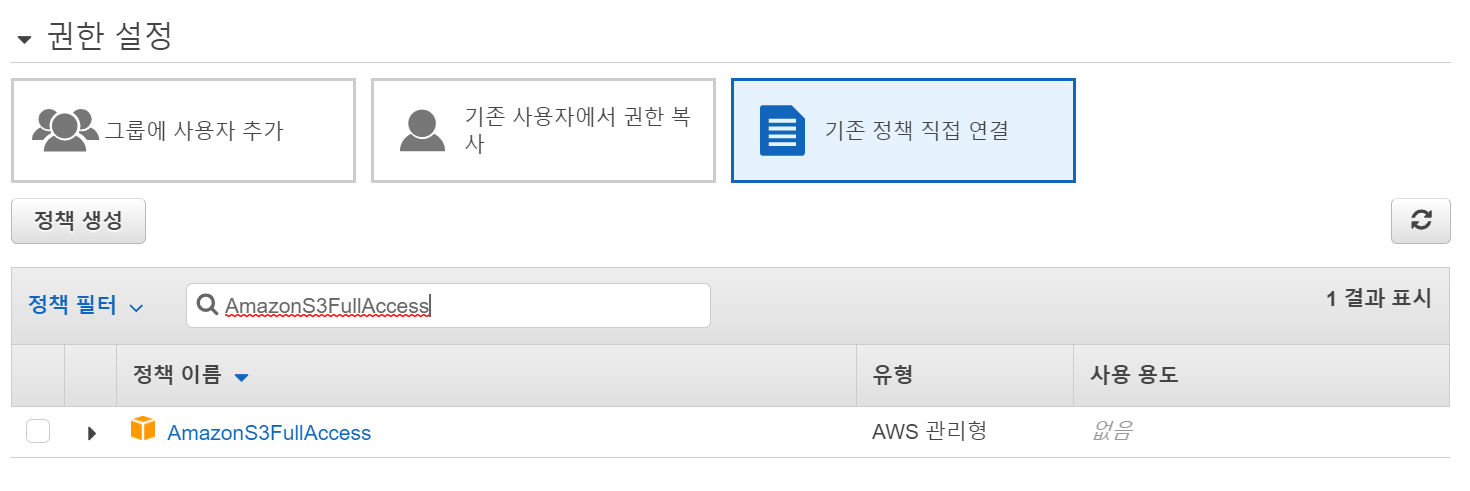 권한 설정
그룹에 사용자 추가
기존 사용자에서 권한 복
사
기존 정책 직접 연결
정책 생성
정책 필터
AmazonS3FullAccess
1 결과 표시
정책 이름
유형
사용 용도
AmazonS3FullAccess
AWS 관리형
없음